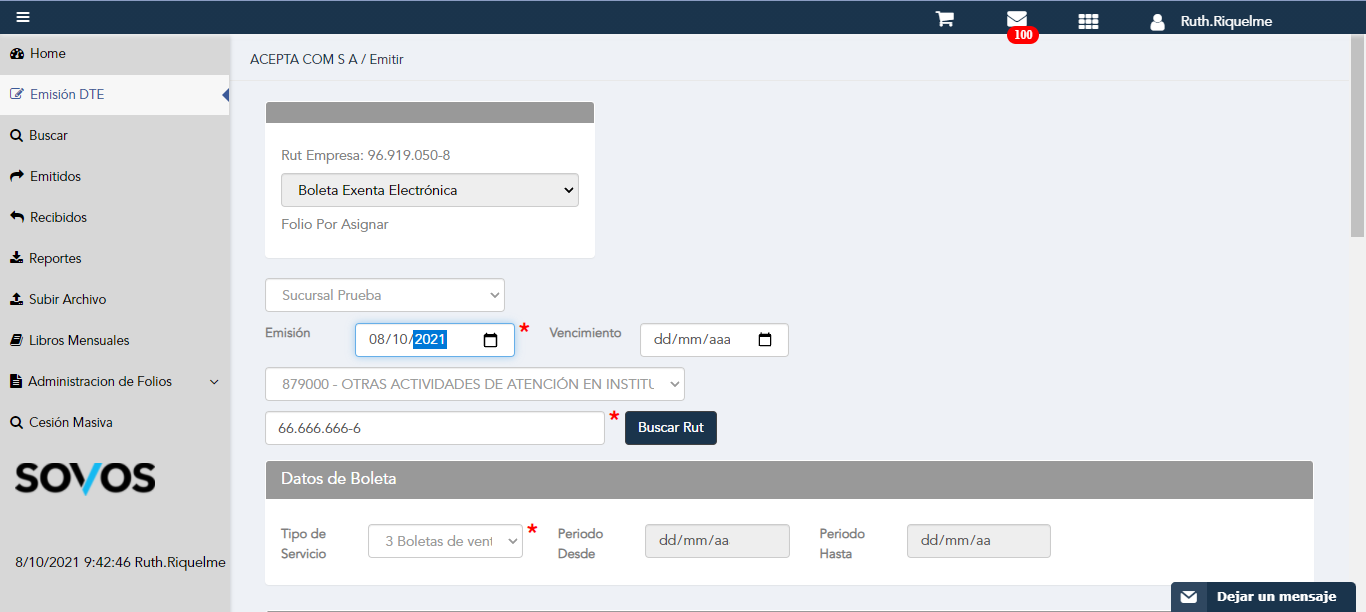 100
Ruth.Riquelme
Home
Emisión DTE
Buscar
Emitidos
Recibidos
Reportes
Subir Archivo
Libros Mensuales
Administracion de Folios
Cesión Masiva
SOVOS
8/10/2021 9:42:46 Ruth.Riquelme
ACEPTA COM S A / Emitir
Rut Empresa: 96.919.050-8
Boleta Exenta Electrónica
Folio Por Asignar
Sucursal Prueba
Emisión 08/10/2021 * Vencimiento dd/mm/aaa
879000 - OTRAS ACTIVIDADES DE ATENCIÓN EN INSTITU
66.666.666-6 * Buscar Rut
Datos de Boleta
Tipo de Servicio 3 Boletas de vent * Periodo Desde dd/mm/aa Periodo Hasta dd/mm/aa
Dejar un mensaje